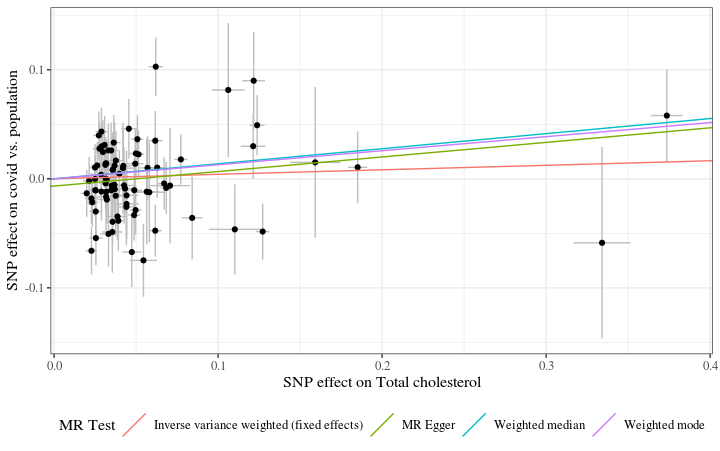 SNP effect on covid vs. population
0.1
0.0
-0.1
0.0 0.1 0.2 0.3 0.4
SNP effect on Total cholesterol
MR Test Inverse variance weighted (fixed effects) MR Egger Weighted median Weighted mode